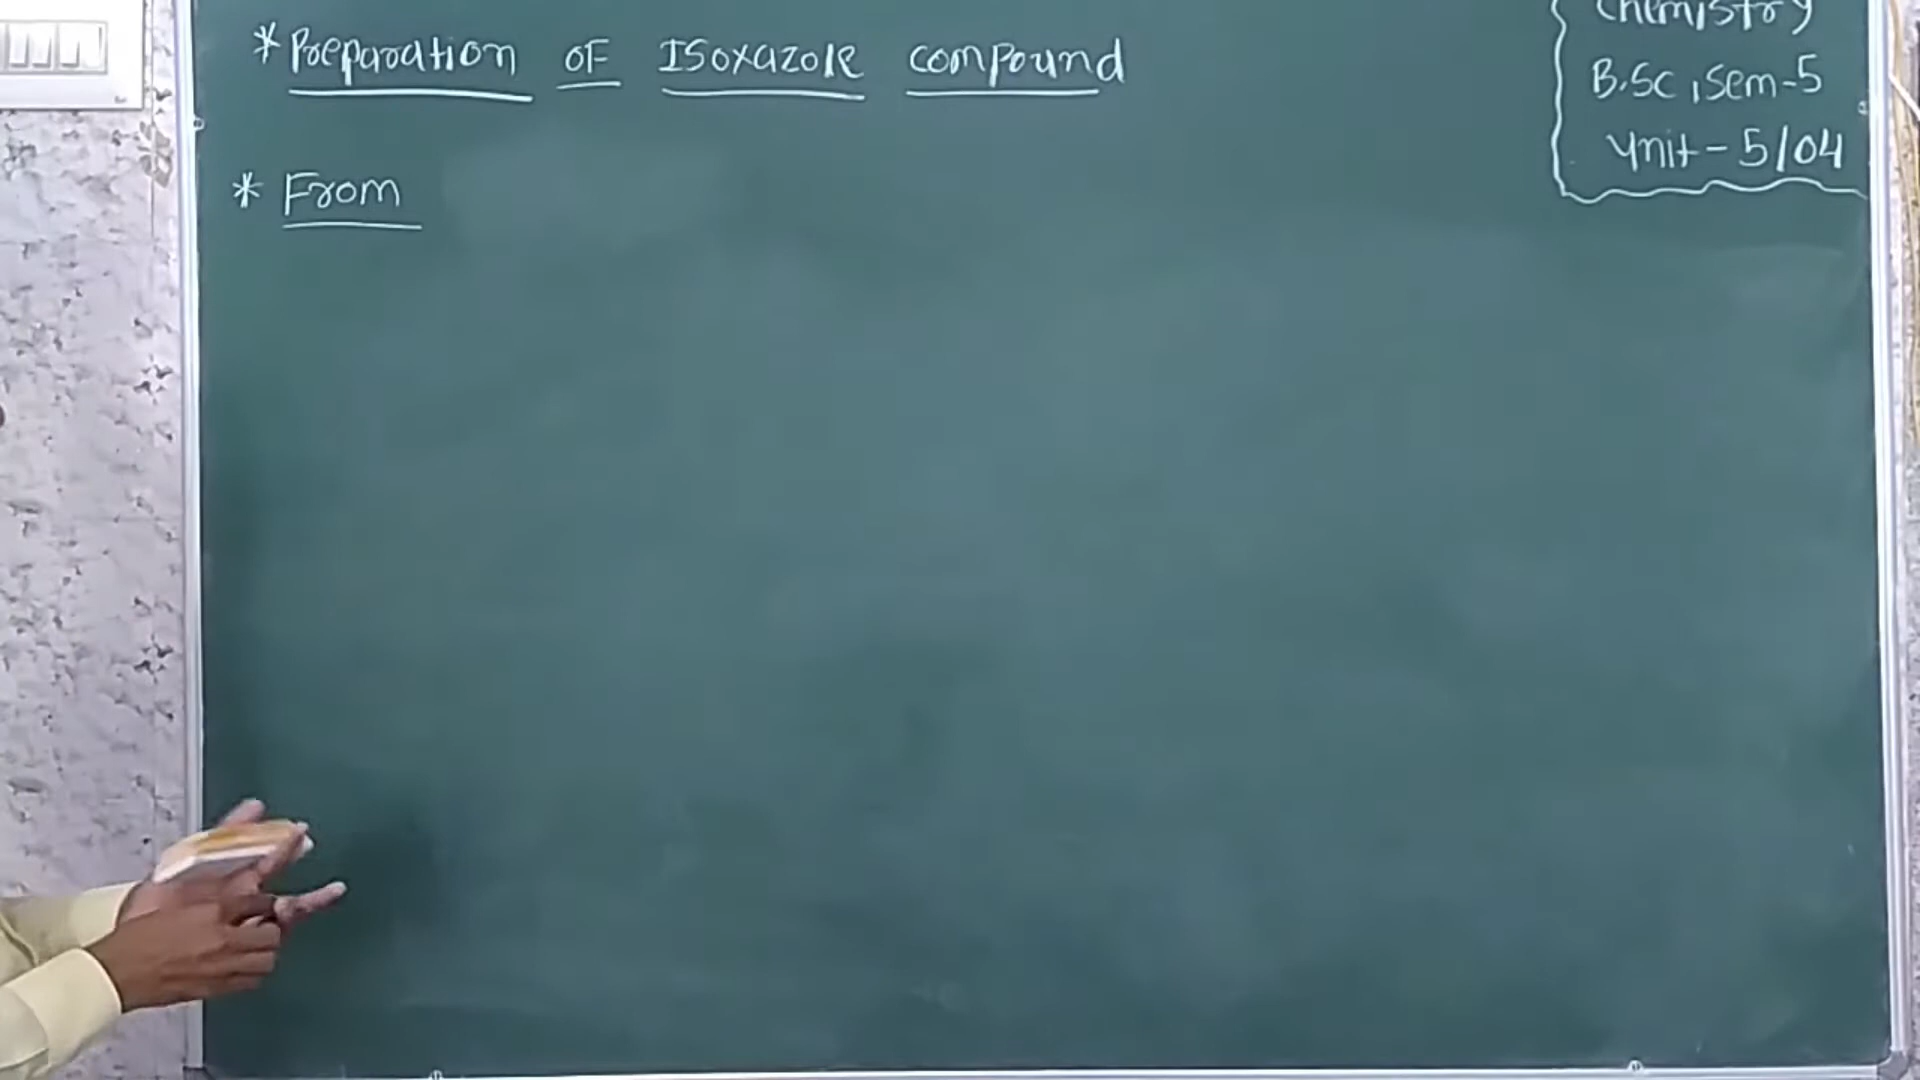 * Preparation of Isoxazole compound
* From
Chemistry
B.Sc, Sem-5
Unit - 5/04